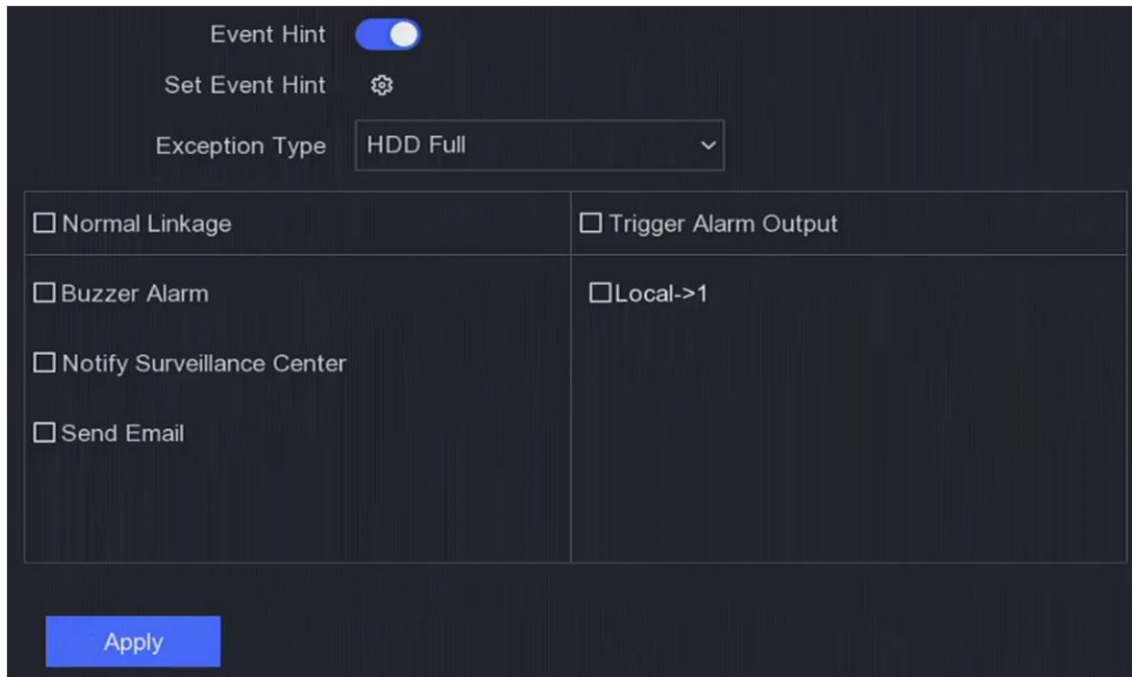 Event Hint
Set Event Hint
Exception Type HDD Full
Normal Linkage Trigger Alarm Output
Buzzer Alarm Local->1
Notify Surveillance Center
Send Email
Apply